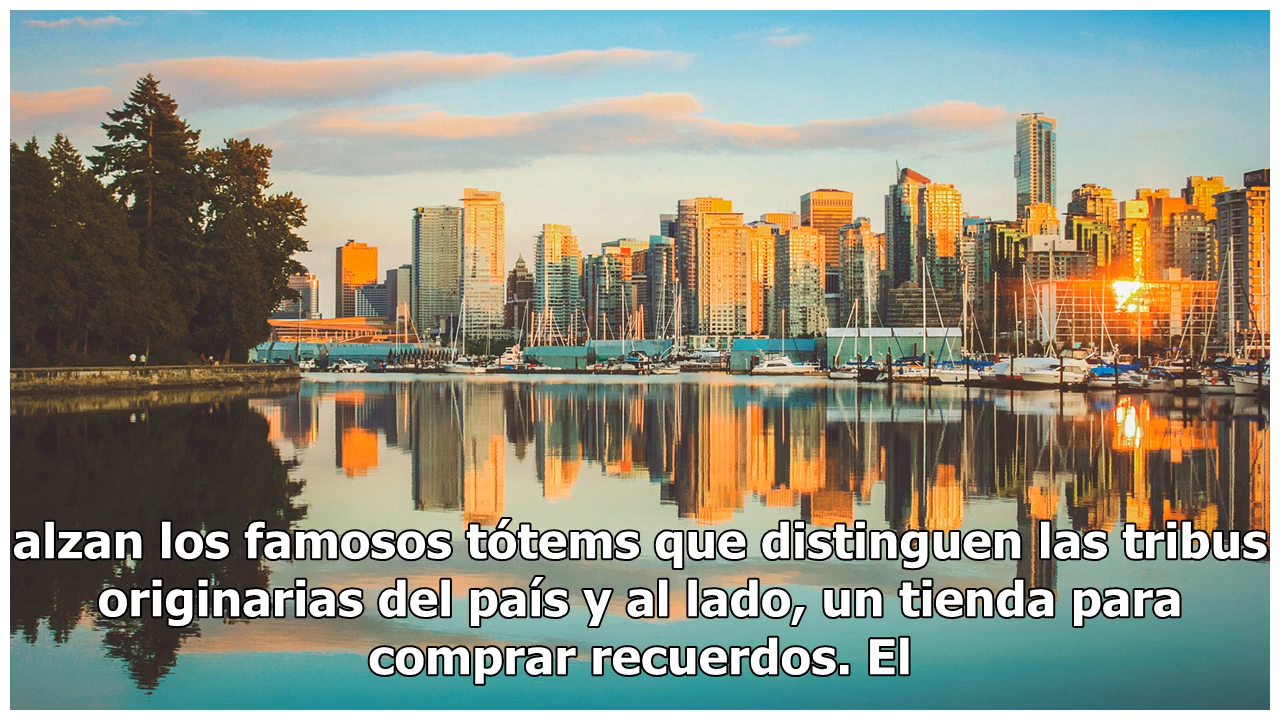 alzan los famosos tótems que distinguen las tribus
originarias del país y al lado, un tienda para
comprar recuerdos. El